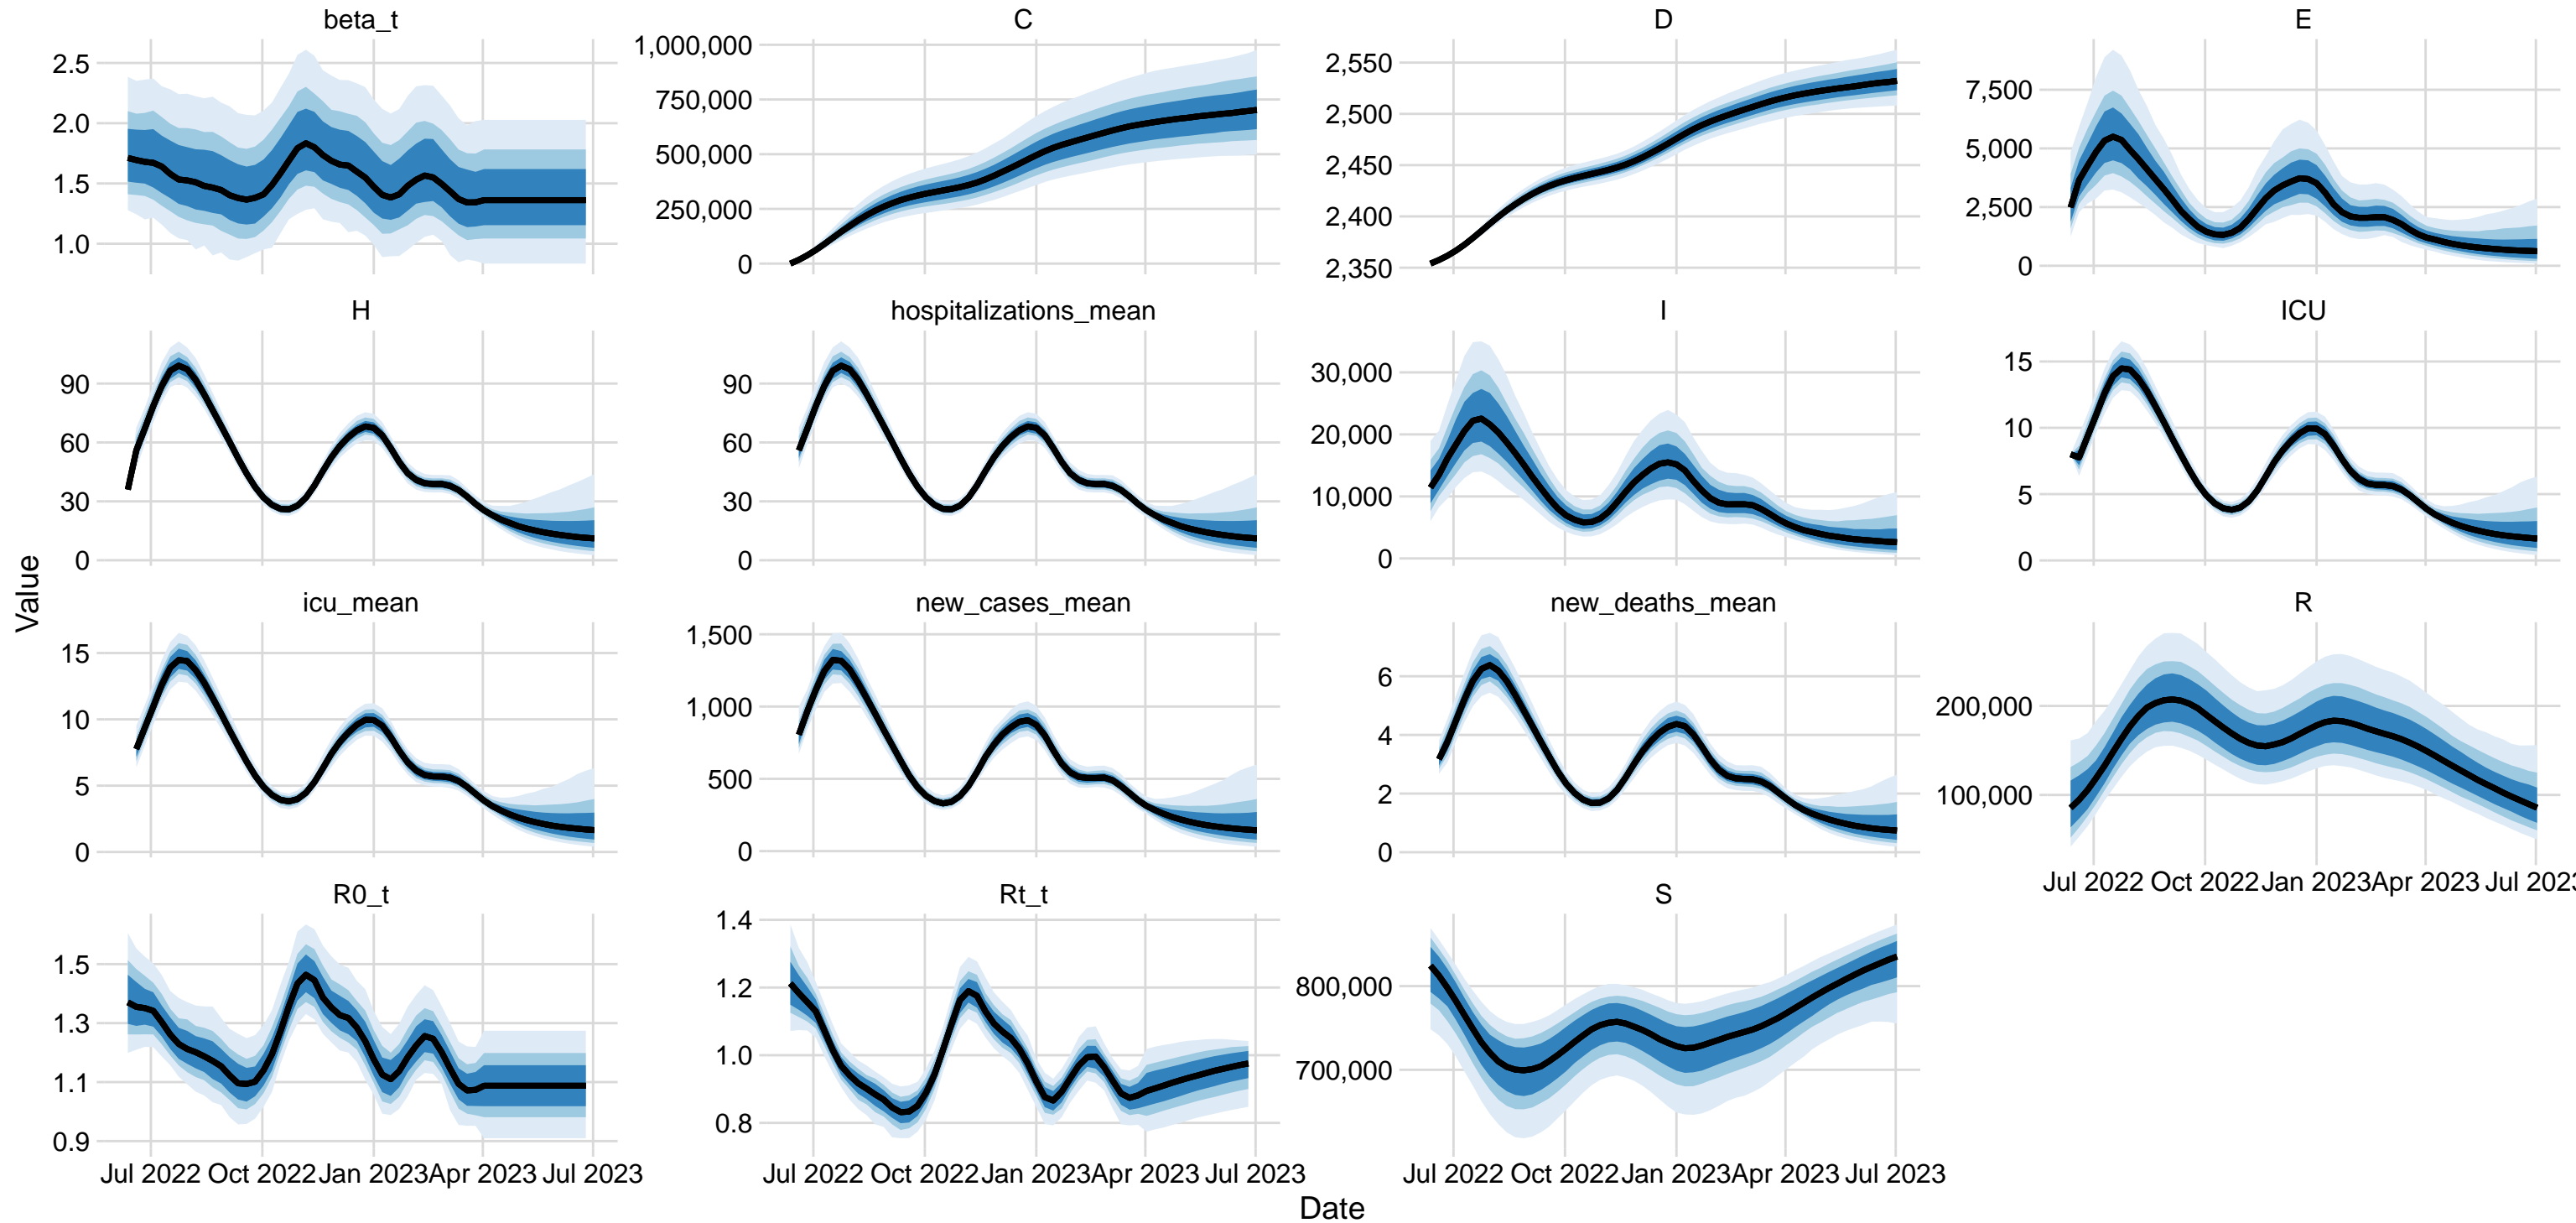 beta_t
C
D
E
2.5
2.0
1.5
1.0
1,000,000
750,000
500,000
250,000
0
2,550
2,500
2,450
2,400
2,350
7,500
5,000
2,500
0
H
hospitalizations_mean
I
ICU
90
60
30
0
90
60
30
0
30,000
20,000
10,000
0
15
10
5
0
Value
icu_mean
new_cases_mean
new_deaths_mean
R
15
10
5
0
1,500
1,000
500
0
6
4
2
0
200,000
100,000
Jul 2022 Oct 2022 Jan 2023 Apr 2023 Jul 202
R0_t
Rt_t
S
1.5
1.3
1.1
0.9
1.4
1.2
1.0
0.8
800,000
700,000
Jul 2022 Oct 2022 Jan 2023 Apr 2023 Jul 2023
Jul 2022 Oct 2022 Jan 2023 Apr 2023 Jul 2023
Jul 2022 Oct 2022 Jan 2023 Apr 2023 Jul 2023
Date